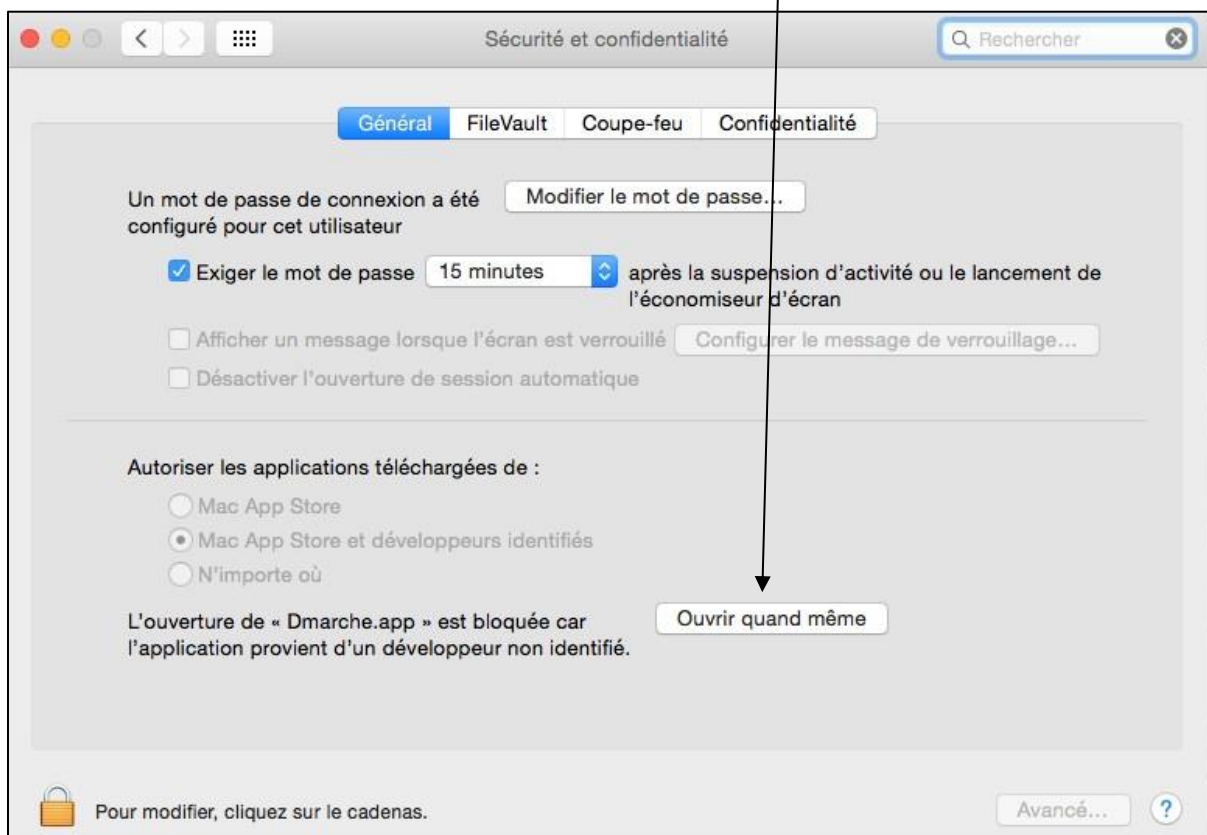 Sécurité et confidentialité
Rechercher
Général FileVault Coupe-feu Confidentialité
Un mot de passe de connexion a été
configuré pour cet utilisateur
Modifier le mot de passe...
Exiger le mot de passe 15 minutes après la suspension d'activité ou le lancement de
l'économiseur d'écran
Afficher un message lorsque l'écran est verrouillé Configurer le message de verrouillage...
Désactiver l'ouverture de session automatique
Autoriser les applications téléchargées de :
Mac App Store
Mac App Store et développeurs identifiés
N'importe où
L'ouverture de « Dmarche.app » est bloquée car
l'application provient d'un développeur non identifié.
Ouvrir quand même
Pour modifier, cliquez sur le cadenas.
Avancé... ?